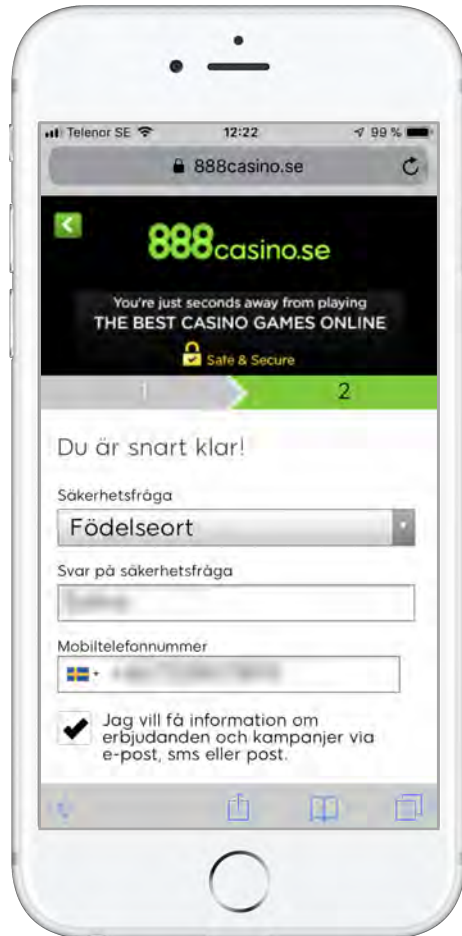 Telenor SE 12:22 99 %
888casino.se
888casino.se
You're just seconds away from playing
THE BEST CASINO GAMES ONLINE
Safe & Secure
1 2
Du är snart klar!
Säkerhetsfråga
Födelseort
Svar på säkerhetsfråga
Mobiltelefonnummer
Jag vill få information om
erbjudanden och kampanjer via
e-post, sms eller post.